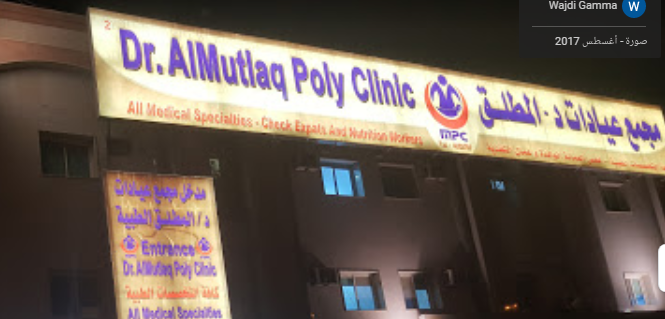 Wajdi Gamma W
صورة - أغسطس 2017
2
Dr. AlMutlaq Poly Clinic
MPC
مجمع عيادات د. المطلق
All Medical Specialties - Check Expats And Nutrition Workers
مدخل مجمع عيادات
د / المطلق الطبية
Entrance
Dr. AlMutlaq Poly Clinic
كافة التخصصات الطبية
All Medical Specialties